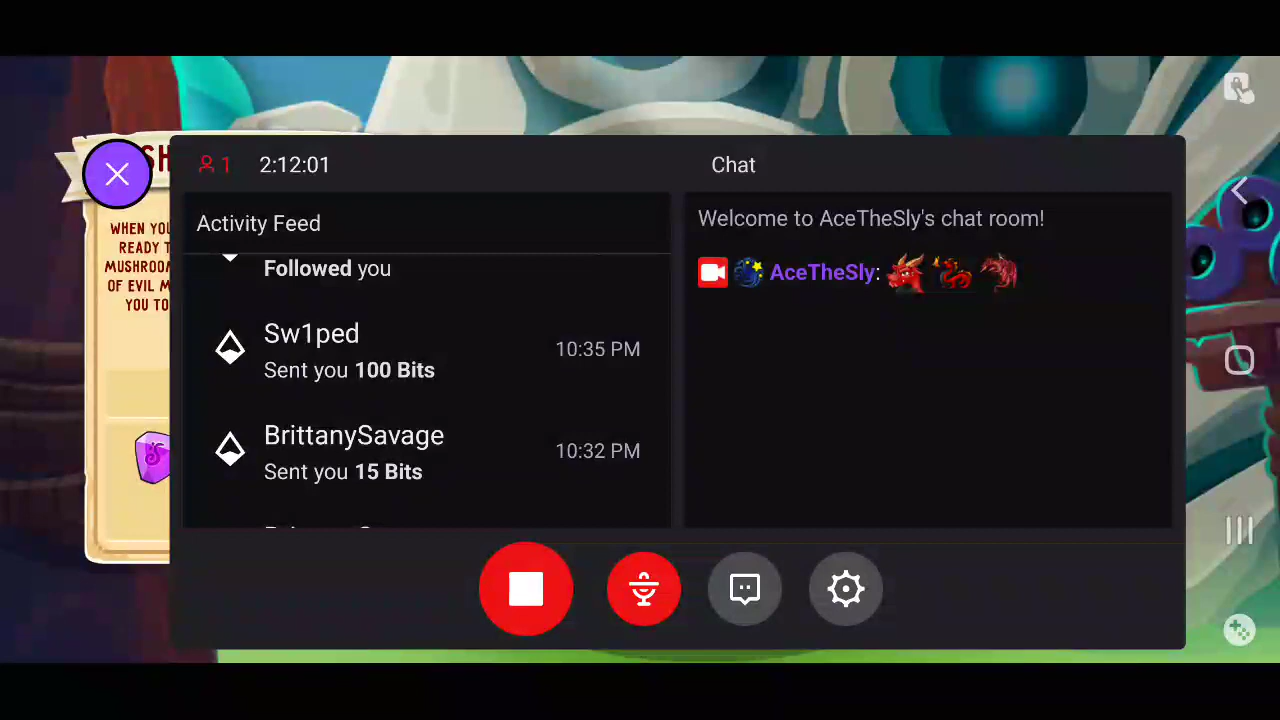 SH
WHEN YOU
READY T
MUSHROOM
OF EVIL M
YOU TO
1 2:12:01
Activity Feed
Followed you
Sw1ped
Sent you 100 Bits
10:35 PM
BrittanySavage
Sent you 15 Bits
10:32 PM
Chat
Welcome to AceTheSly's chat room!
AceTheSly: